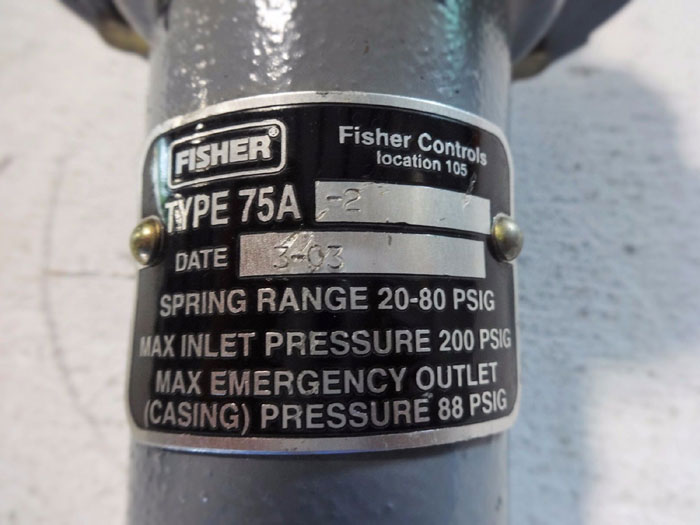 FISHER®
Fisher Controls
location 105
TYPE 75A -2
DATE 3-03
SPRING RANGE 20-80 PSIG
MAX INLET PRESSURE 200 PSIG
MAX EMERGENCY OUTLET
(CASING) PRESSURE 88 PSIG